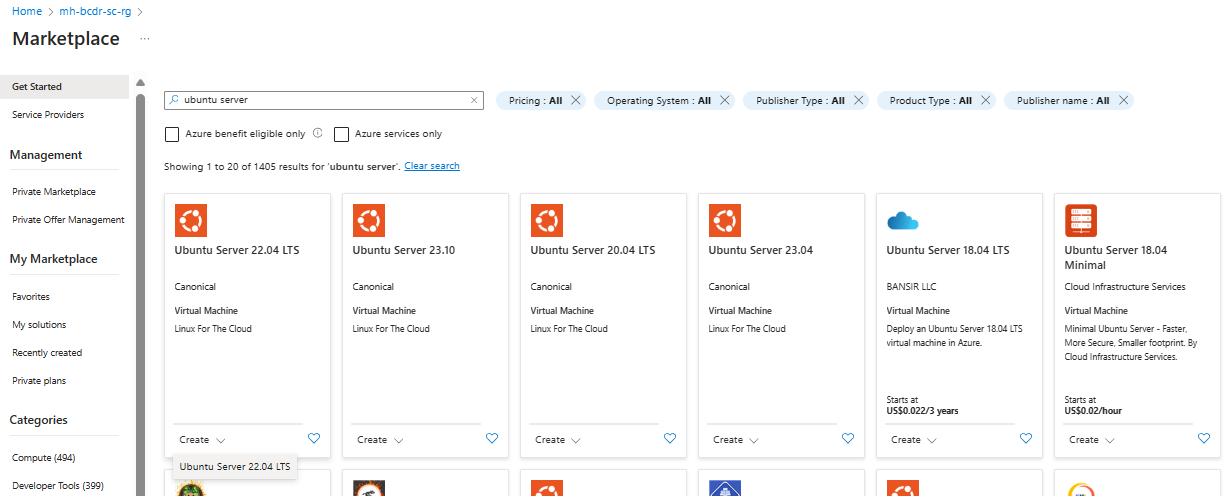 Home > mh-bcdr-sc-rg >
Marketplace ...
Get Started
Service Providers
Management
Private Marketplace
Private Offer Management
My Marketplace
Favorites
My solutions
Recently created
Private plans
Categories
Compute (494)
Developer Tools (399)
ubuntu server
Pricing : All
Operating System : All
Publisher Type : All
Product Type : All
Publisher name : All
Azure benefit eligible only
Azure services only
Showing 1 to 20 of 1405 results for 'ubuntu server'. Clear search
Ubuntu Server 22.04 LTS
Canonical
Virtual Machine
Linux For The Cloud
Create
Ubuntu Server 22.04 LTS
Ubuntu Server 23.10
Canonical
Virtual Machine
Linux For The Cloud
Create
Ubuntu Server 20.04 LTS
Canonical
Virtual Machine
Linux For The Cloud
Create
Ubuntu Server 23.04
Canonical
Virtual Machine
Linux For The Cloud
Create
Ubuntu Server 18.04 LTS
BANSIR LLC
Virtual Machine
Deploy an Ubuntu Server 18.04 LTS
virtual machine in Azure.
Starts at
US$0.022/3 years
Create
Ubuntu Server 18.04
Minimal
Cloud Infrastructure Services
Virtual Machine
Minimal Ubuntu Server - Faster,
More Secure, Smaller footprint. By
Cloud Infrastructure Services.
Starts at
US$0.02/hour
Create